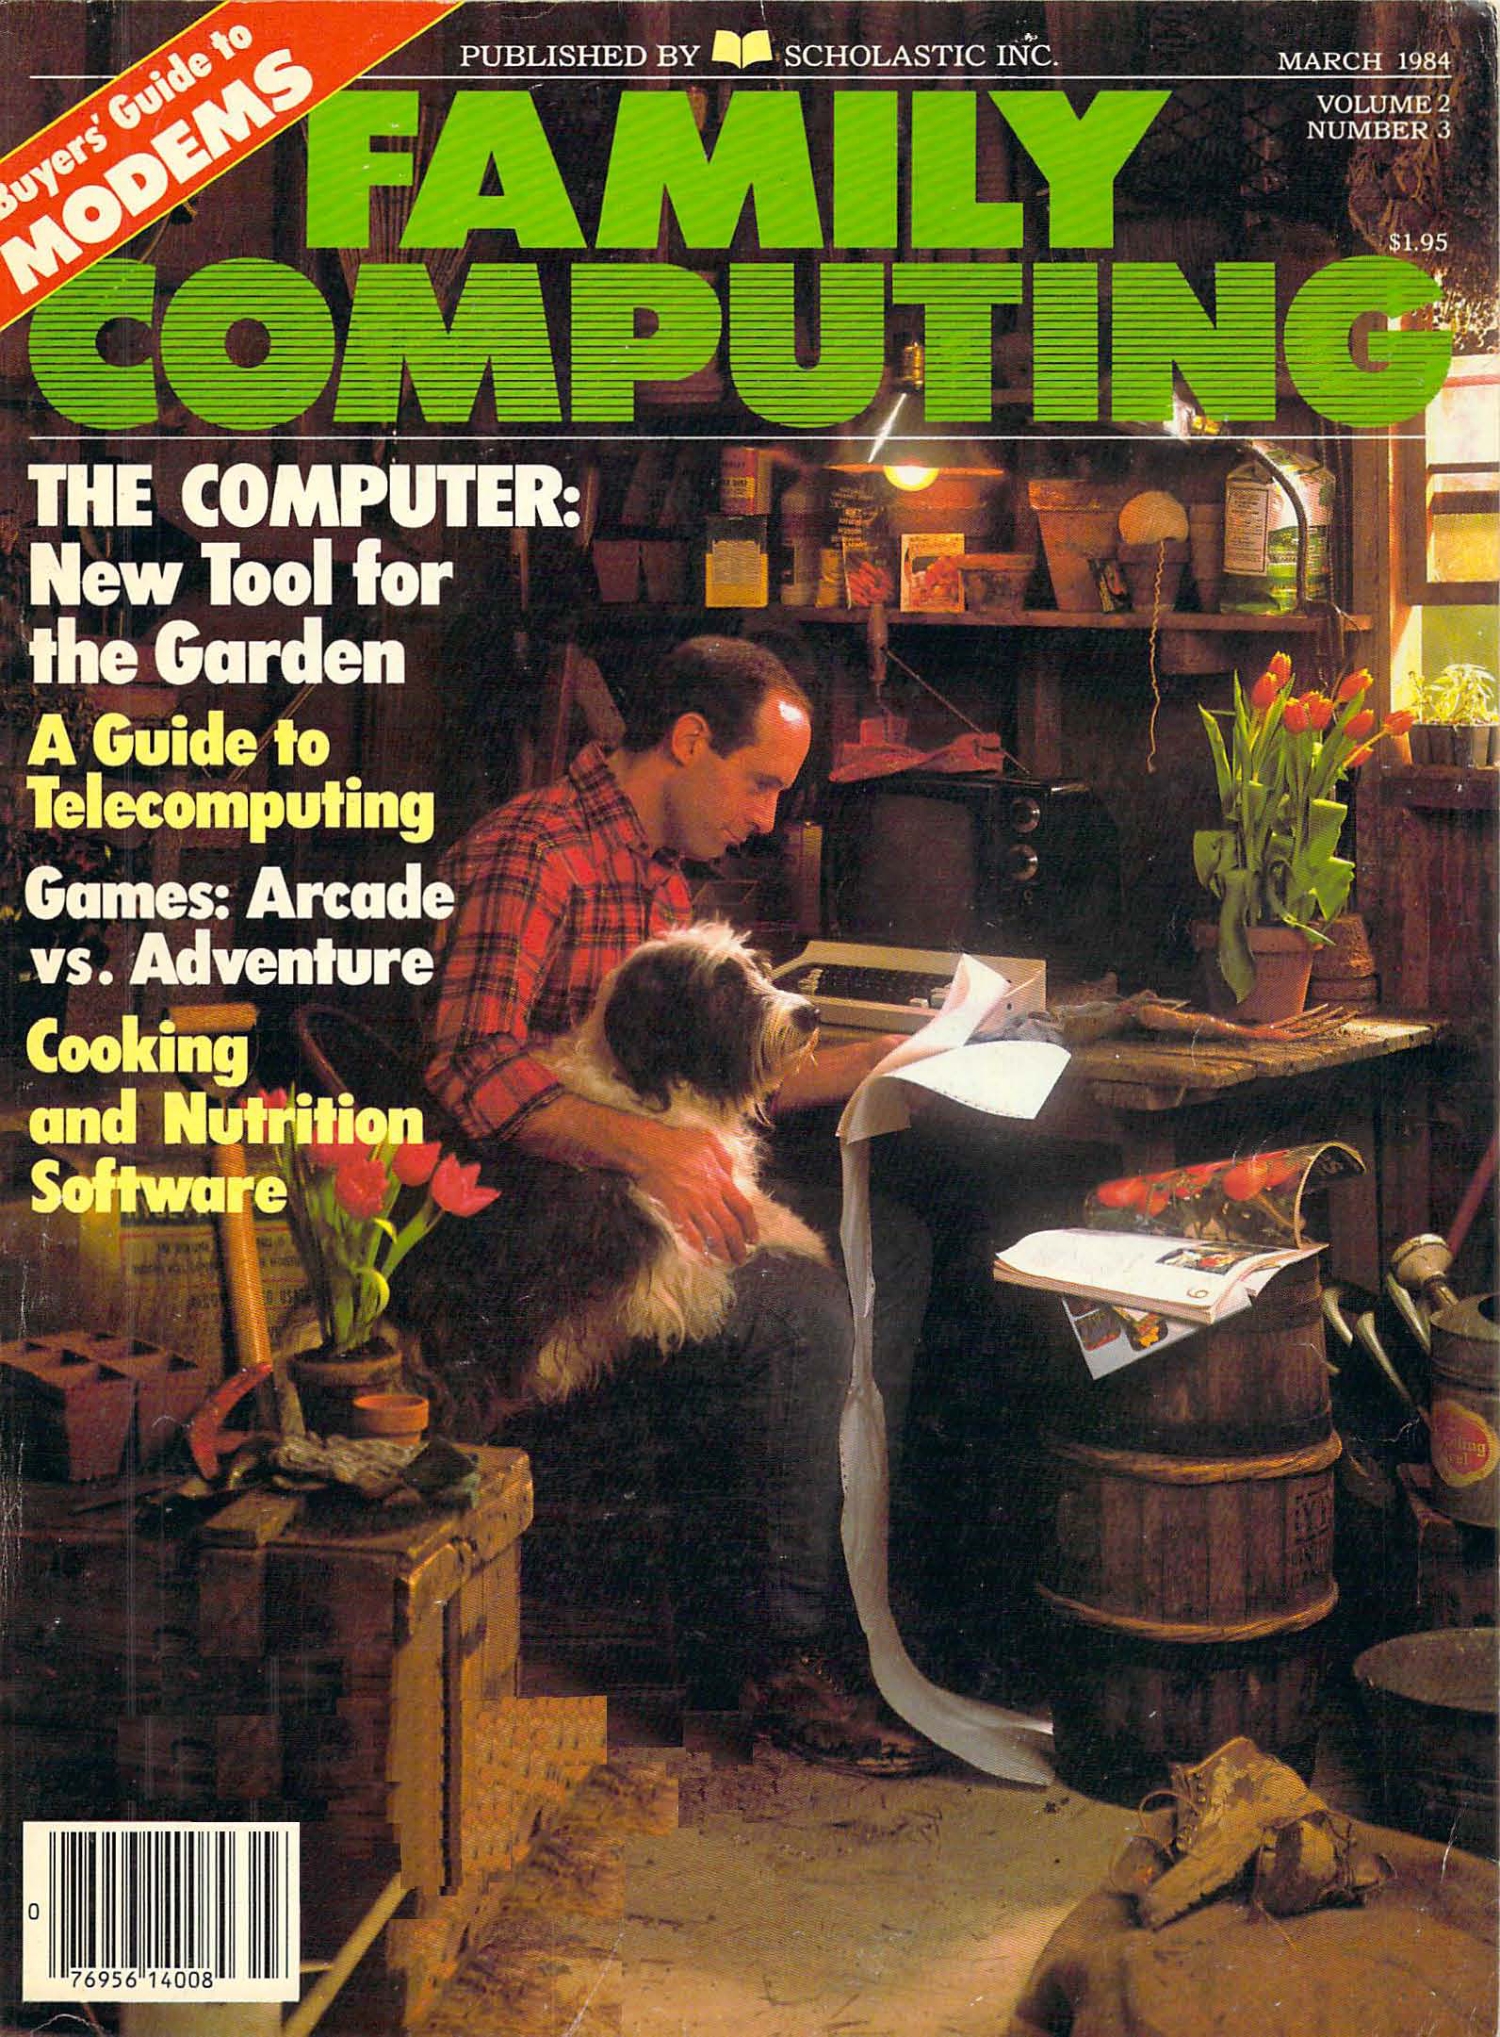 Buyers' Guide to
MODEMS
PUBLISHED BY SCHOLASTIC INC.
MARCH 1984
VOLUME 2
NUMBER 3
$1.95
FAMILY
COMPUTING
THE COMPUTER:
New Tool for
the Garden
A Guide to
Telecomputing
Games: Arcade
vs. Adventure
Cooking
and Nutrition
Software
0
76956 14008